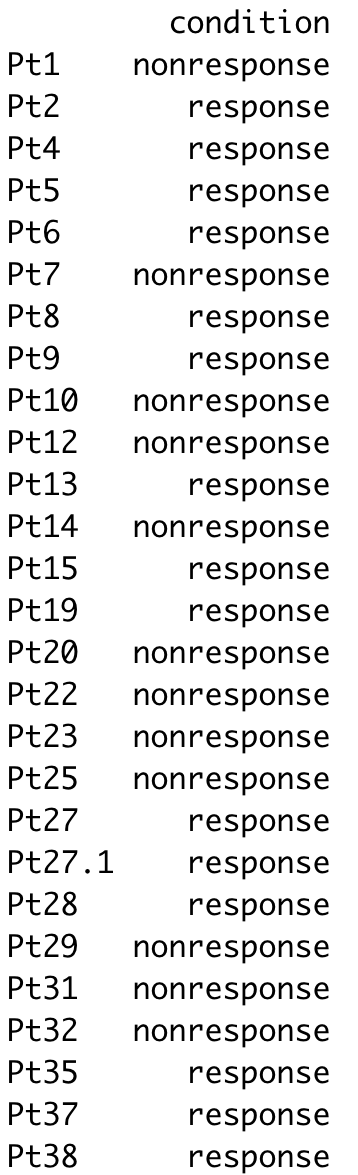 condition
Pt1 nonresponse
Pt2 response
Pt4 response
Pt5 response
Pt6 response
Pt7 nonresponse
Pt8 response
Pt9 response
Pt10 nonresponse
Pt12 nonresponse
Pt13 response
Pt14 nonresponse
Pt15 response
Pt19 response
Pt20 nonresponse
Pt22 nonresponse
Pt23 nonresponse
Pt25 nonresponse
Pt27 response
Pt27.1 response
Pt28 response
Pt29 nonresponse
Pt31 nonresponse
Pt32 nonresponse
Pt35 response
Pt37 response
Pt38 response